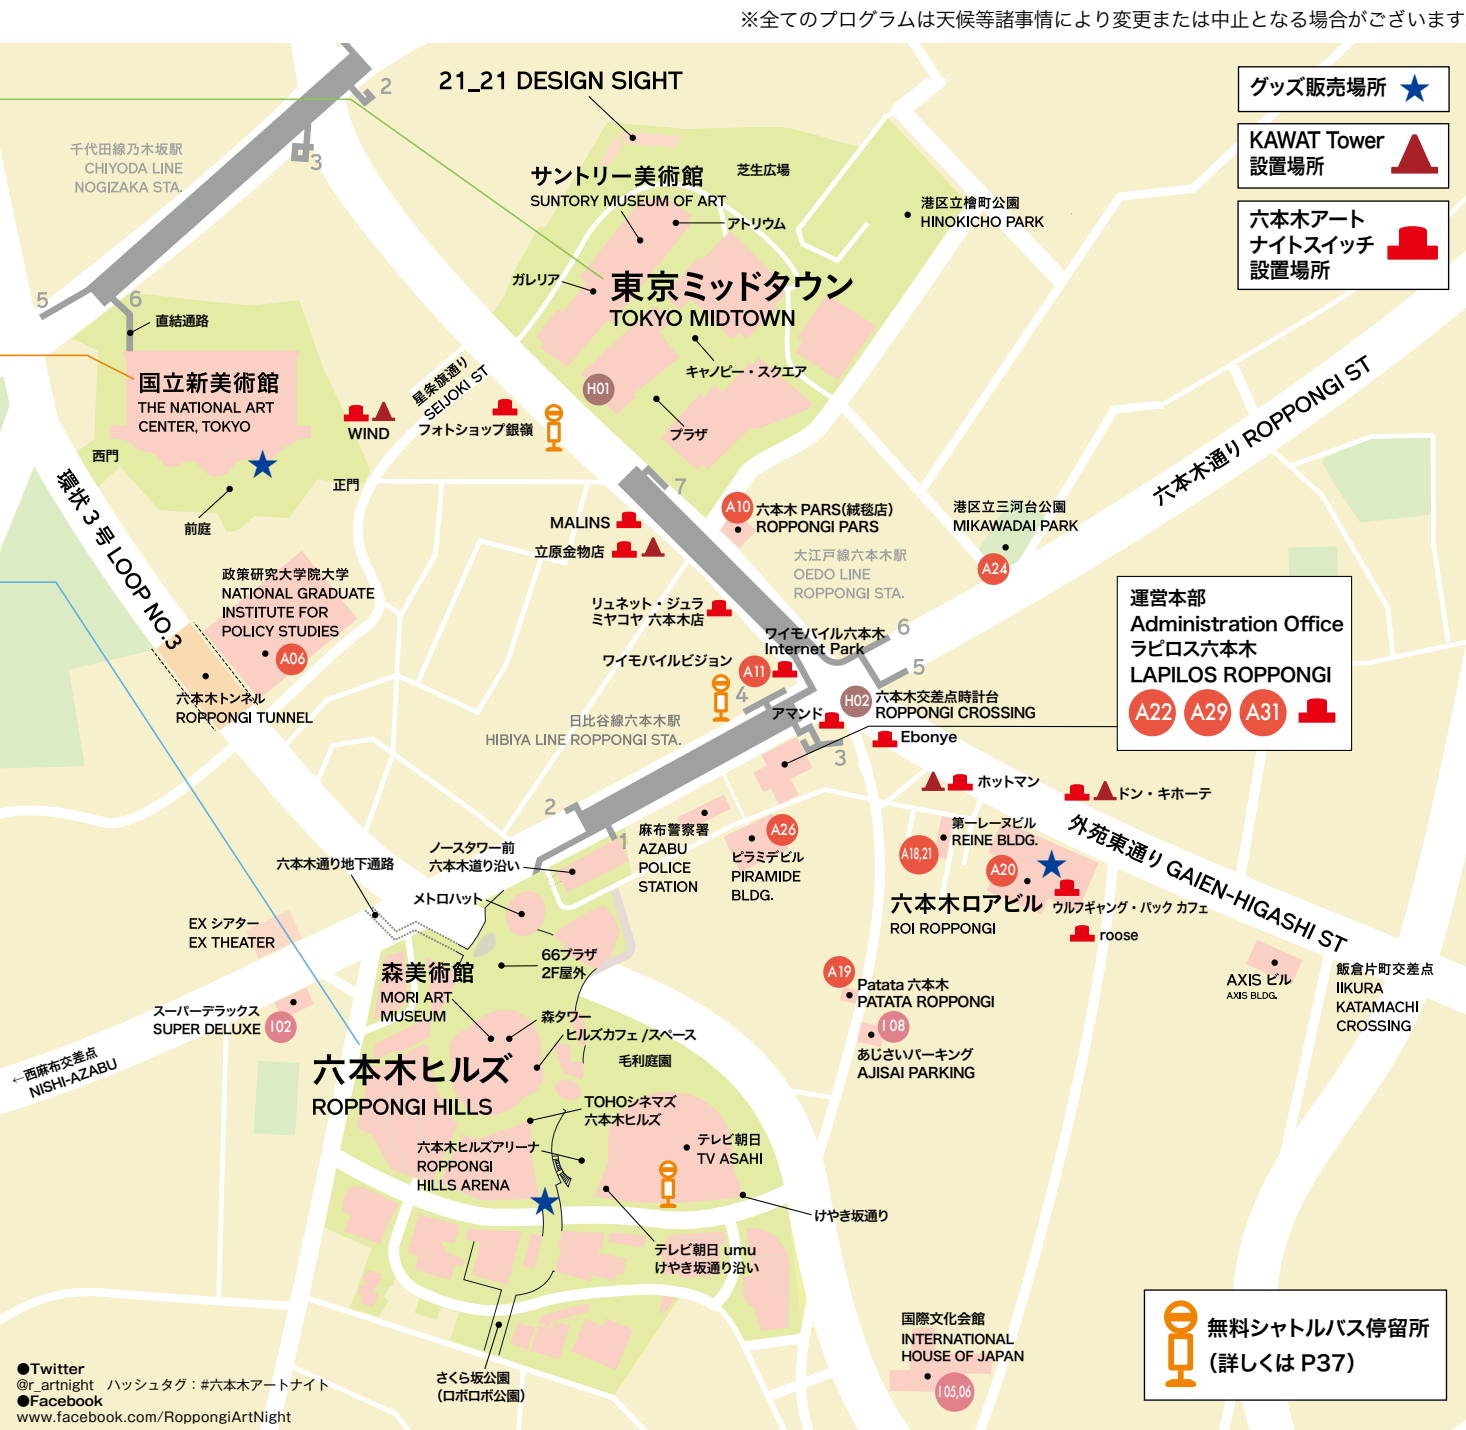 ※全てのプログラムは天候等諸事情により変更または中止となる場合がございます
グッズ販売場所
KAWAT Tower
設置場所
六本木アート
ナイトスイッチ
設置場所
21_21 DESIGN SIGHT
2
3
千代田線乃木坂駅
CHIYODA LINE
NOGIZAKA STA.
サントリー美術館
SUNTORY MUSEUM OF ART
芝生広場
アトリウム
港区立檜町公園
HINOKICHO PARK
ガレリア
東京ミッドタウン
TOKYO MIDTOWN
5
6
直結通路
キャノピー・スクエア
H01
プラザ
国立新美術館
THE NATIONAL ART
CENTER, TOKYO
西門
正門
前庭
WIND
星条旗通り
SEIJOKI ST
フォトショップ銀嶺
六本木通り ROPPONGI ST
環状 3 号 LOOP NO.3
7
A10
六本木 PARS(絨毯店)
ROPPONGI PARS
港区立三河台公園
MIKAWADAI PARK
A24
MALINS
立原金物店
大江戸線六本木駅
OEDO LINE
ROPPONGI STA.
政策研究大学院大学
NATIONAL GRADUATE
INSTITUTE FOR
POLICY STUDIES
A06
リュネット・ジュラ
ミヤコヤ 六本木店
ワイモバイル六本木
Internet Park
6
5
ワイモバイルビジョン
A11
4
運営本部
Administration Office
ラピロス六本木
LAPILOS ROPPONGI
A22 A29 A31
六本木トンネル
ROPPONGI TUNNEL
日比谷線六本木駅
HIBIYA LINE ROPPONGI STA.
アマンド
H02
六本木交差点時計台
ROPPONGI CROSSING
Ebonye
3
ホットマン
ドン・キホーテ
2
1
麻布警察署
AZABU
POLICE
STATION
A26
ピラミデビル
PIRAMIDE
BLDG.
第一レーヌビル
REINE BLDG.
A18,21
A20
外苑東通り GAIEN-HIGASHI ST
六本木ロアビル
ROI ROPPONGI
ウルフギャング・パック カフェ
roose
ノースタワー前
六本木通り沿い
六本木通り地下通路
メトロハット
EX シアター
EX THEATER
66プラザ
2F屋外
森美術館
MORI ART
MUSEUM
A19
Patata 六本木
PATATA ROPPONGI
I 08
あじさいパーキング
AJISAI PARKING
AXIS ビル
AXIS BLDG.
飯倉片町交差点
IIKURA
KATAMACHI
CROSSING
スーパーデラックス
SUPER DELUXE
I02
森タワー
ヒルズカフェ /スペース
毛利庭園
←西麻布交差点
NISHI-AZABU
六本木ヒルズ
ROPPONGI HILLS
TOHOシネマズ
六本木ヒルズ
六本木ヒルズアリーナ
ROPPONGI
HILLS ARENA
テレビ朝日
TV ASAHI
けやき坂通り
テレビ朝日 umu
けやき坂通り沿い
さくら坂公園
(ロボロボ公園)
国際文化会館
INTERNATIONAL
HOUSE OF JAPAN
I 05,06
無料シャトルバス停留所
(詳しくは P37)
●Twitter
@r_artnight ハッシュタグ：#六本木アートナイト
●Facebook
www.facebook.com/RoppongiArtNight